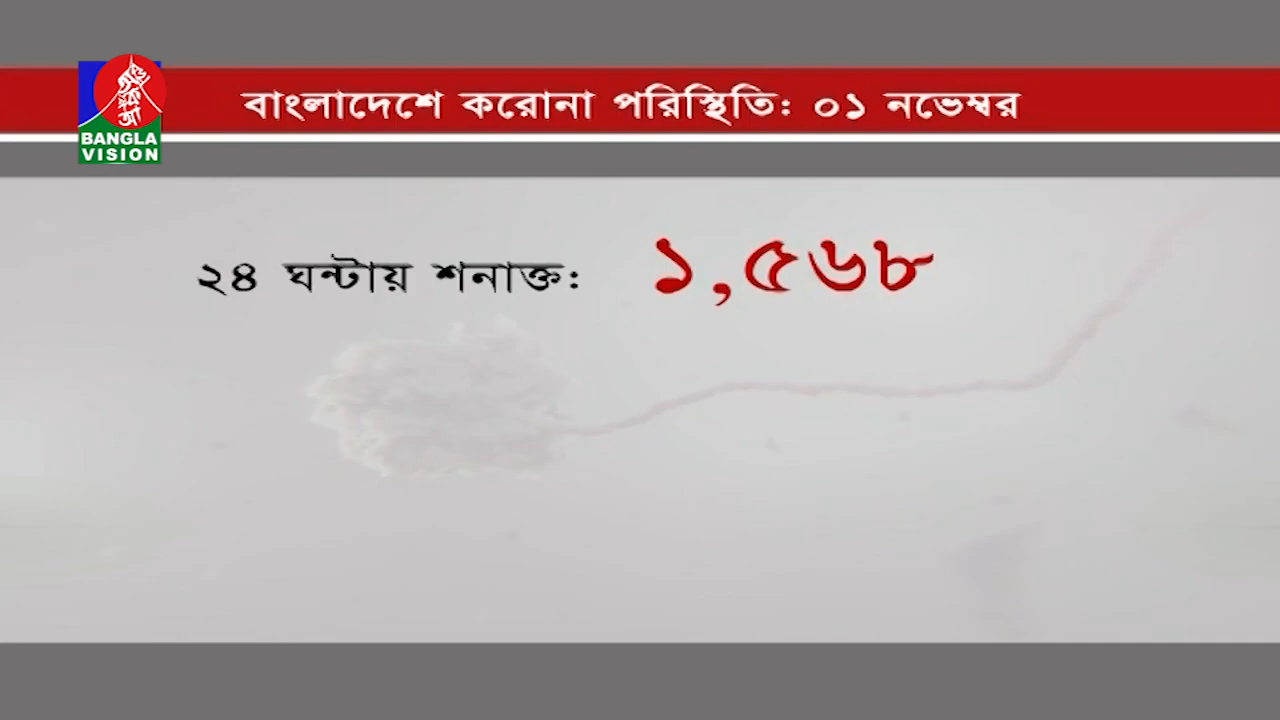 বাংলাদেশে করোনা পরিস্থিতি: ০১ নভেম্বর
BANGLA
VISION
২৪ ঘন্টায় শনাক্ত: ১,৫৬৮